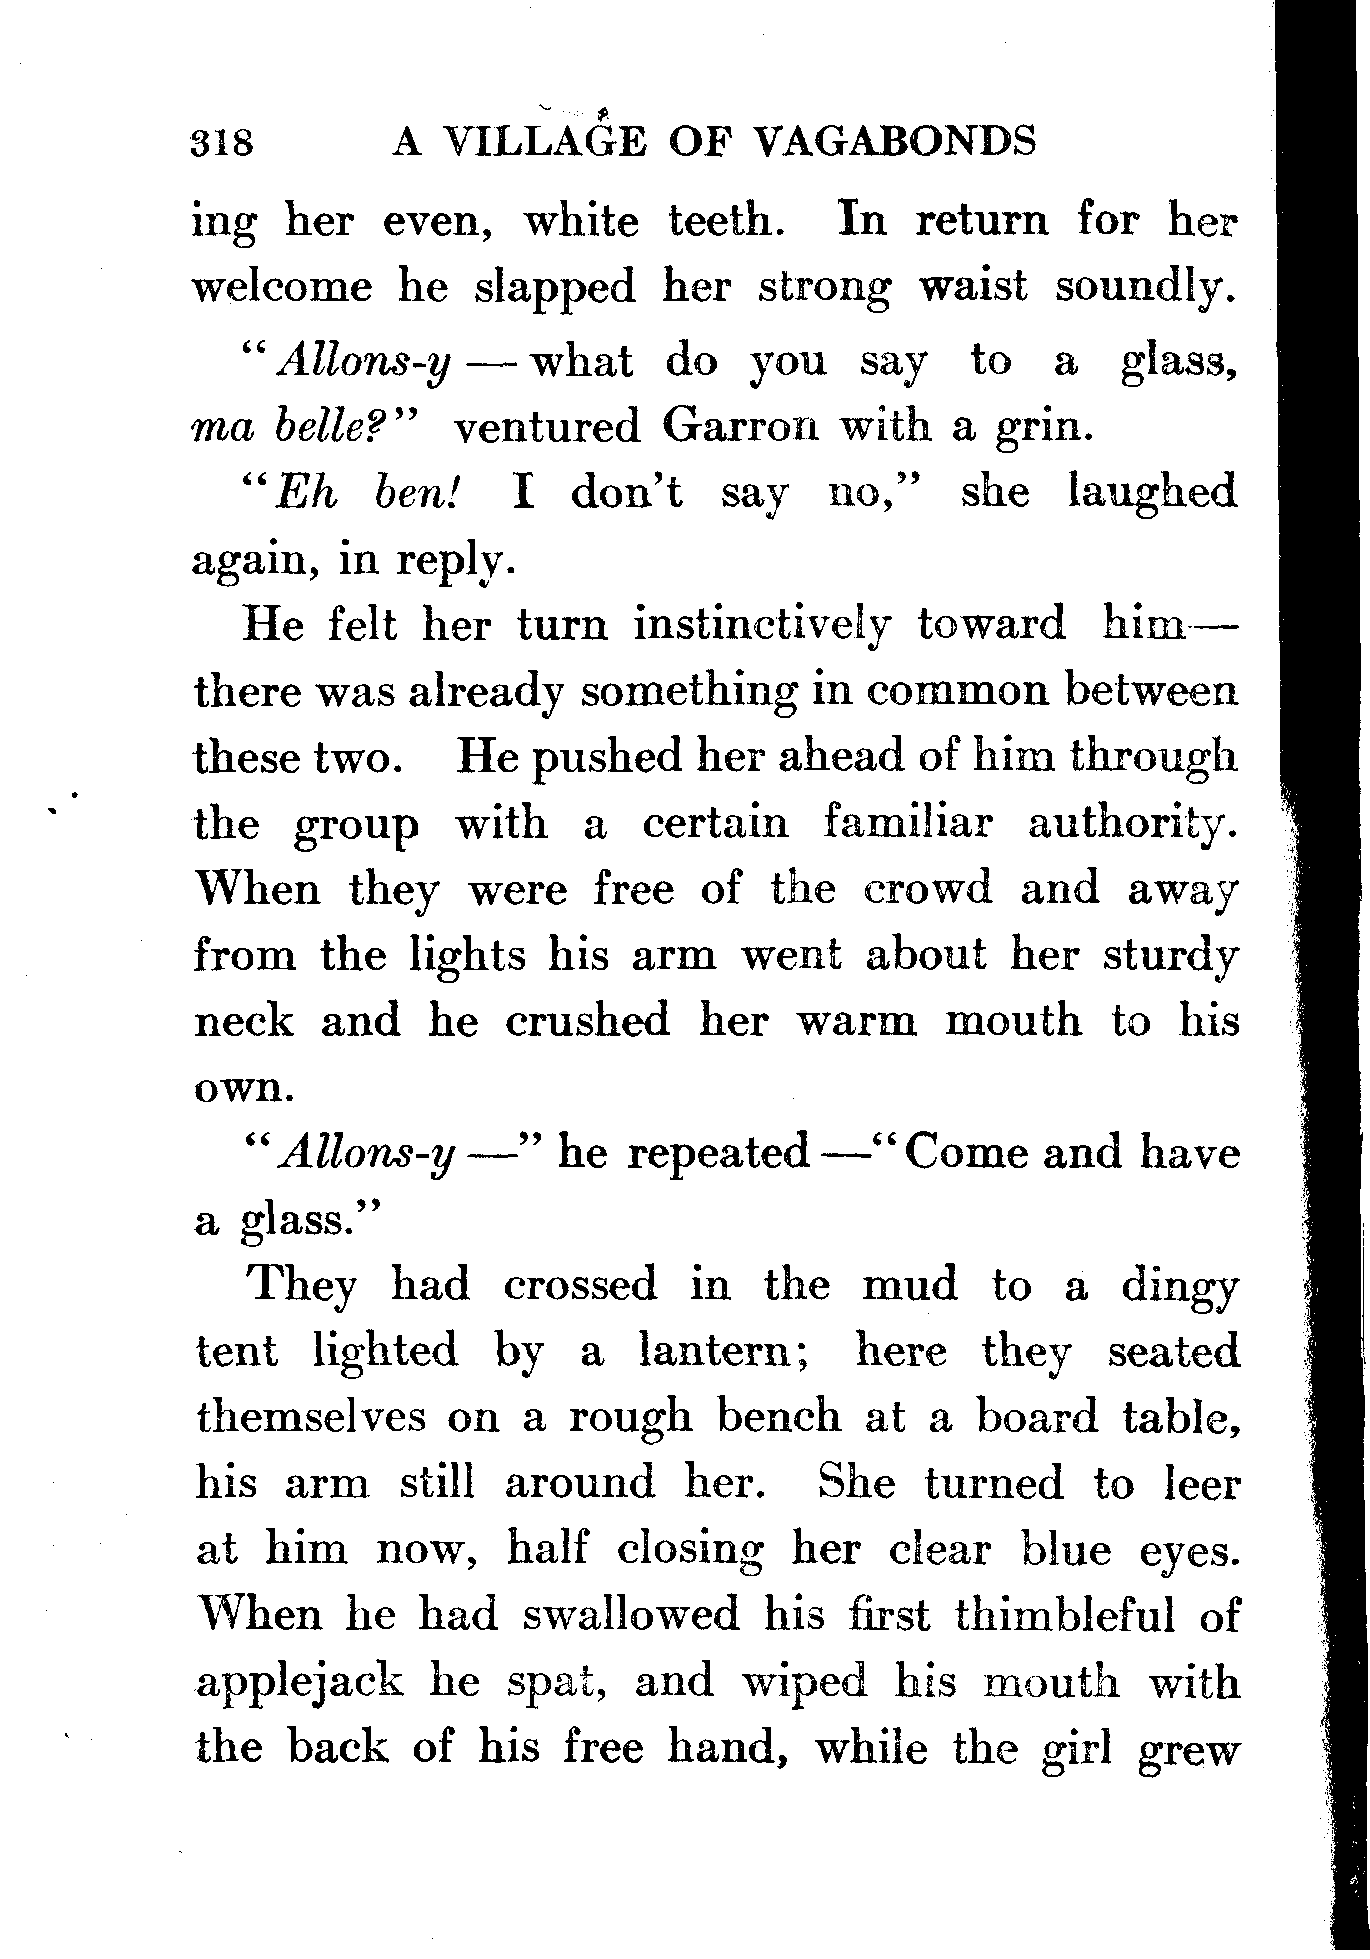 318 A VILLAGE OF VAGABONDS
ing her even, white teeth. In return for her
welcome he slapped her strong waist soundly.
“Allons-y — what do you say to a glass,
ma belle?” ventured Garron with a grin.
“Eh ben! I don’t say no,” she laughed
again, in reply.
He felt her turn instinctively toward him—
there was already something in common between
these two. He pushed her ahead of him through
the group with a certain familiar authority.
When they were free of the crowd and away
from the lights his arm went about her sturdy
neck and he crushed her warm mouth to his
own.
“Allons-y —” he repeated —“Come and have
a glass.”
They had crossed in the mud to a dingy
tent lighted by a lantern; here they seated
themselves on a rough bench at a board table,
his arm still around her. She turned to leer
at him now, half closing her clear blue eyes.
When he had swallowed his first thimbleful of
applejack he spat, and wiped his mouth with
the back of his free hand, while the girl grew